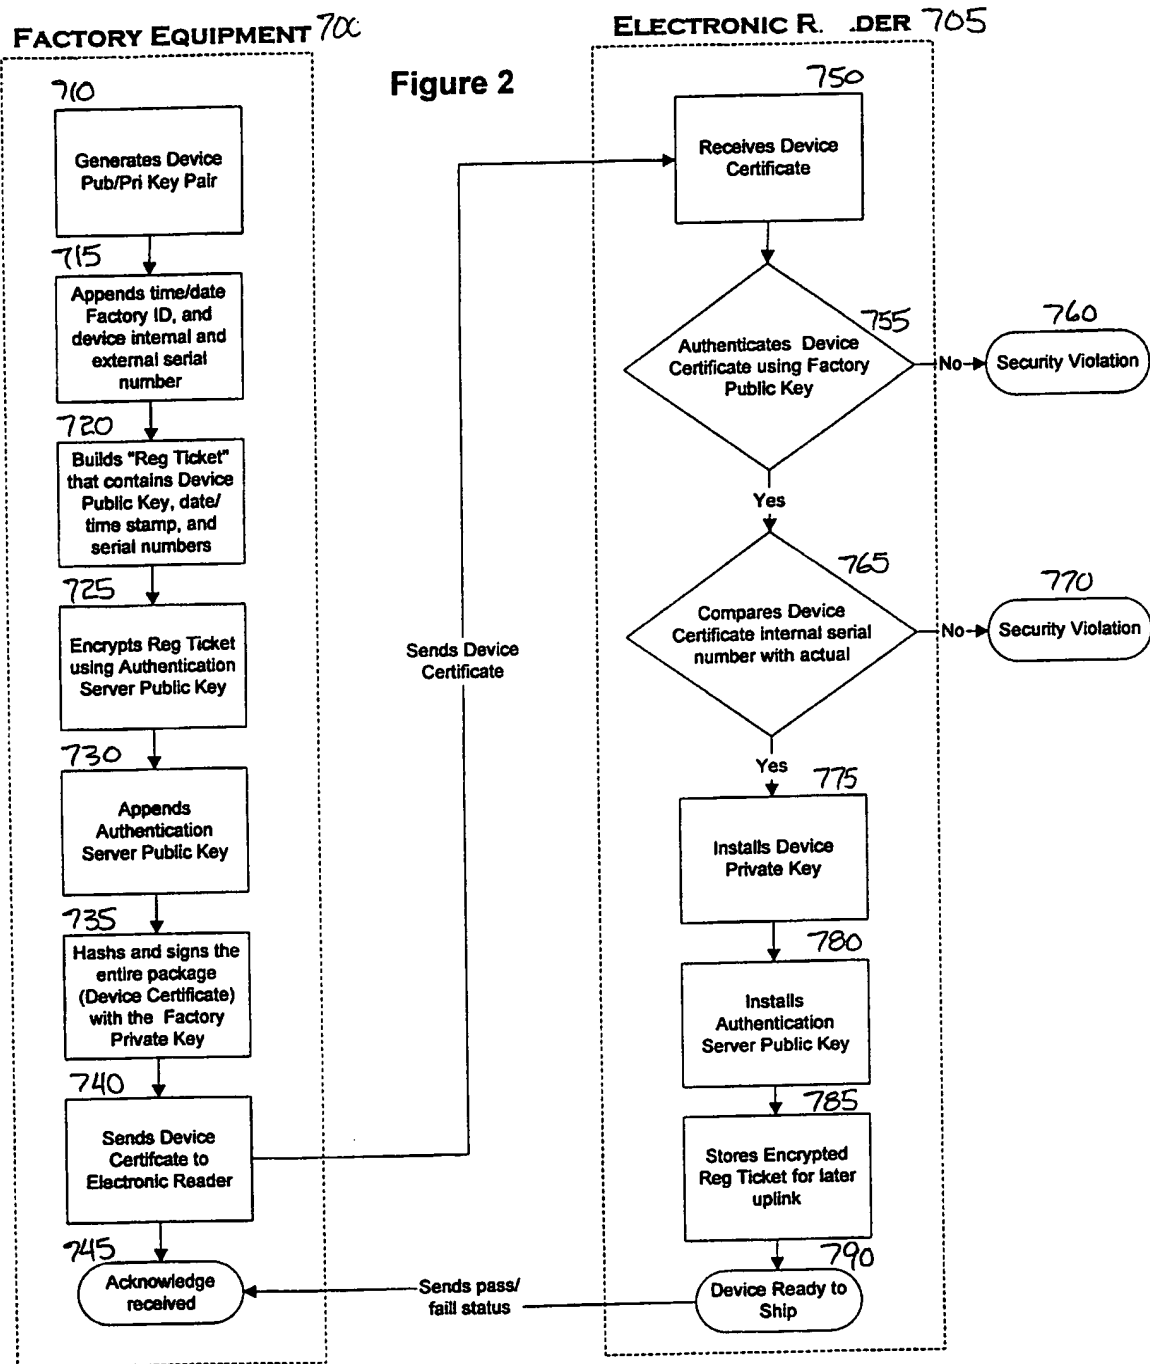 FACTORY EQUIPMENT 700
ELECTRONIC R. .DER 705
Figure 2
710
Generates Device
Pub/Pri Key Pair
715
Appends time/date
Factory ID, and
device internal and
external serial
number
720
Builds "Reg Ticket"
that contains Device
Public Key, date/
time stamp, and
serial numbers
725
Encrypts Reg Ticket
using Authentication
Server Public Key
730
Appends
Authentication
Server Public Key
735
Hashs and signs the
entire package
(Device Certificate)
with the Factory
Private Key
740
Sends Device
Certifcate to
Electronic Reader
745
Acknowledge
received
Sends Device
Certificate
Sends pass/
faill status
750
Receives Device
Certificate
755
Authenticates Device
Certificate using Factory
Public Key
No
760
Security Violation
Yes
765
Compares Device
Certificate internal serial
number with actual
No
770
Security Violation
Yes
775
Installs Device
Private Key
780
Installs
Authentication
Server Public Key
785
Stores Encrypted
Reg Ticket for later
uplink
790
Device Ready to
Ship